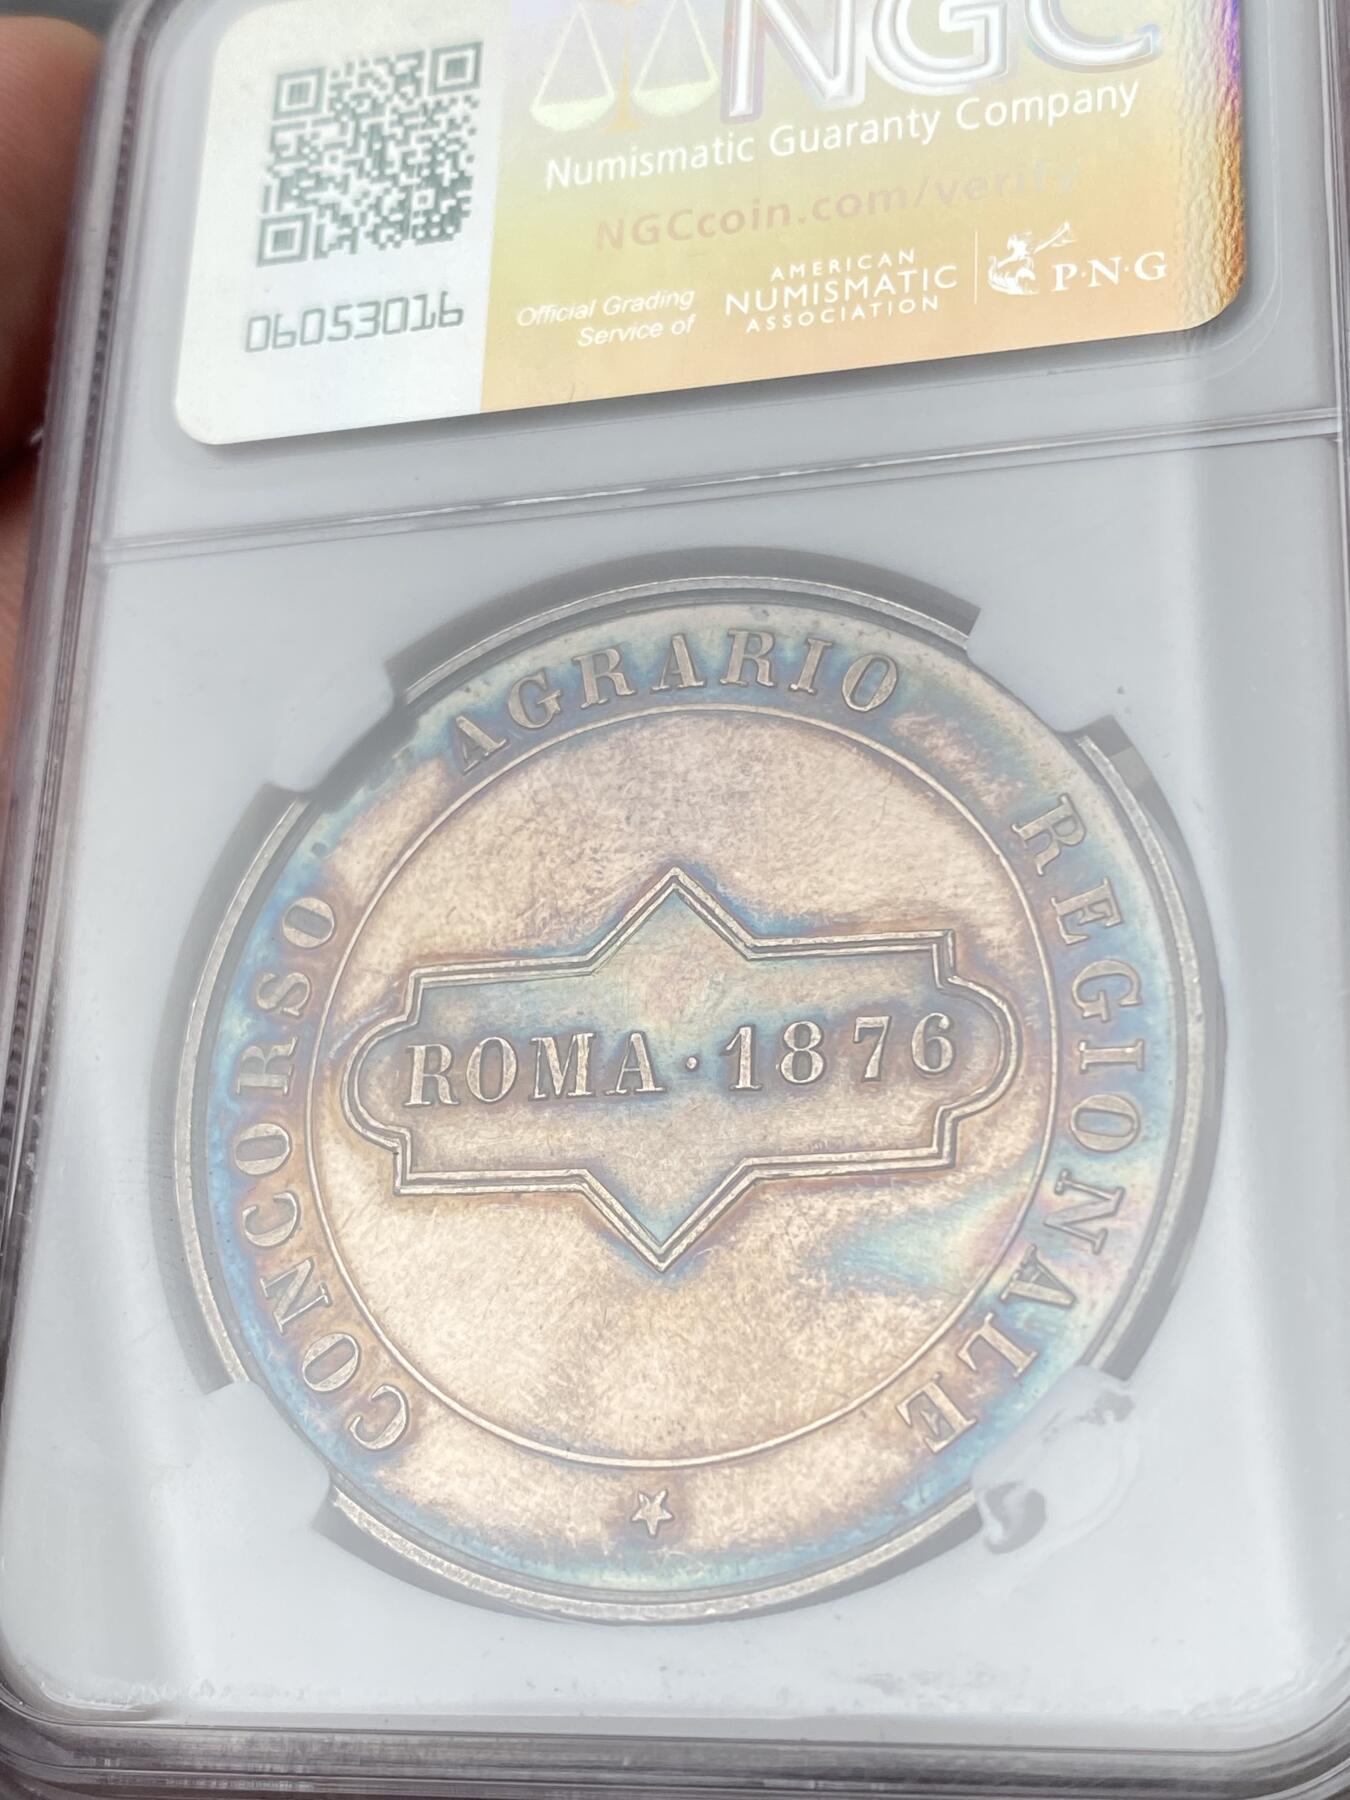 NGC
Numismatic Guaranty Company
NGCcoin.com/verify
Official Grading
Service of
AMERICAN
NUMISMATIC
ASSOCIATION
P·N·G
06053016
CONCORSO AGRARIO REGIONALE
ROMA · 1876